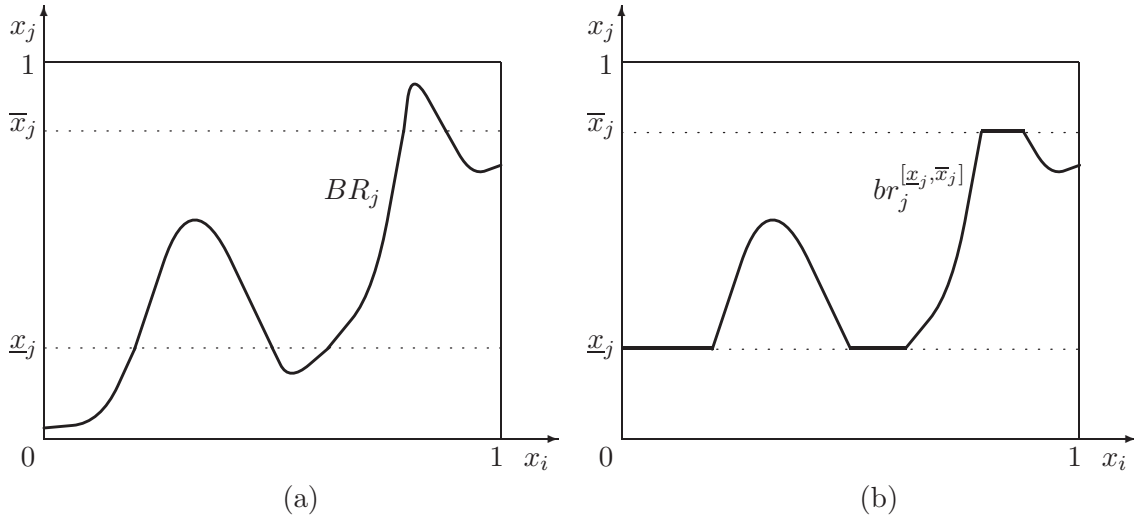 x_j
1
x̅_j
BR_j
x̲_j
0
1
x_i
(a)
x_j
1
x̅_j
br_j^{[x̲_j, x̅_j]}
x̲_j
0
1
x_i
(b)